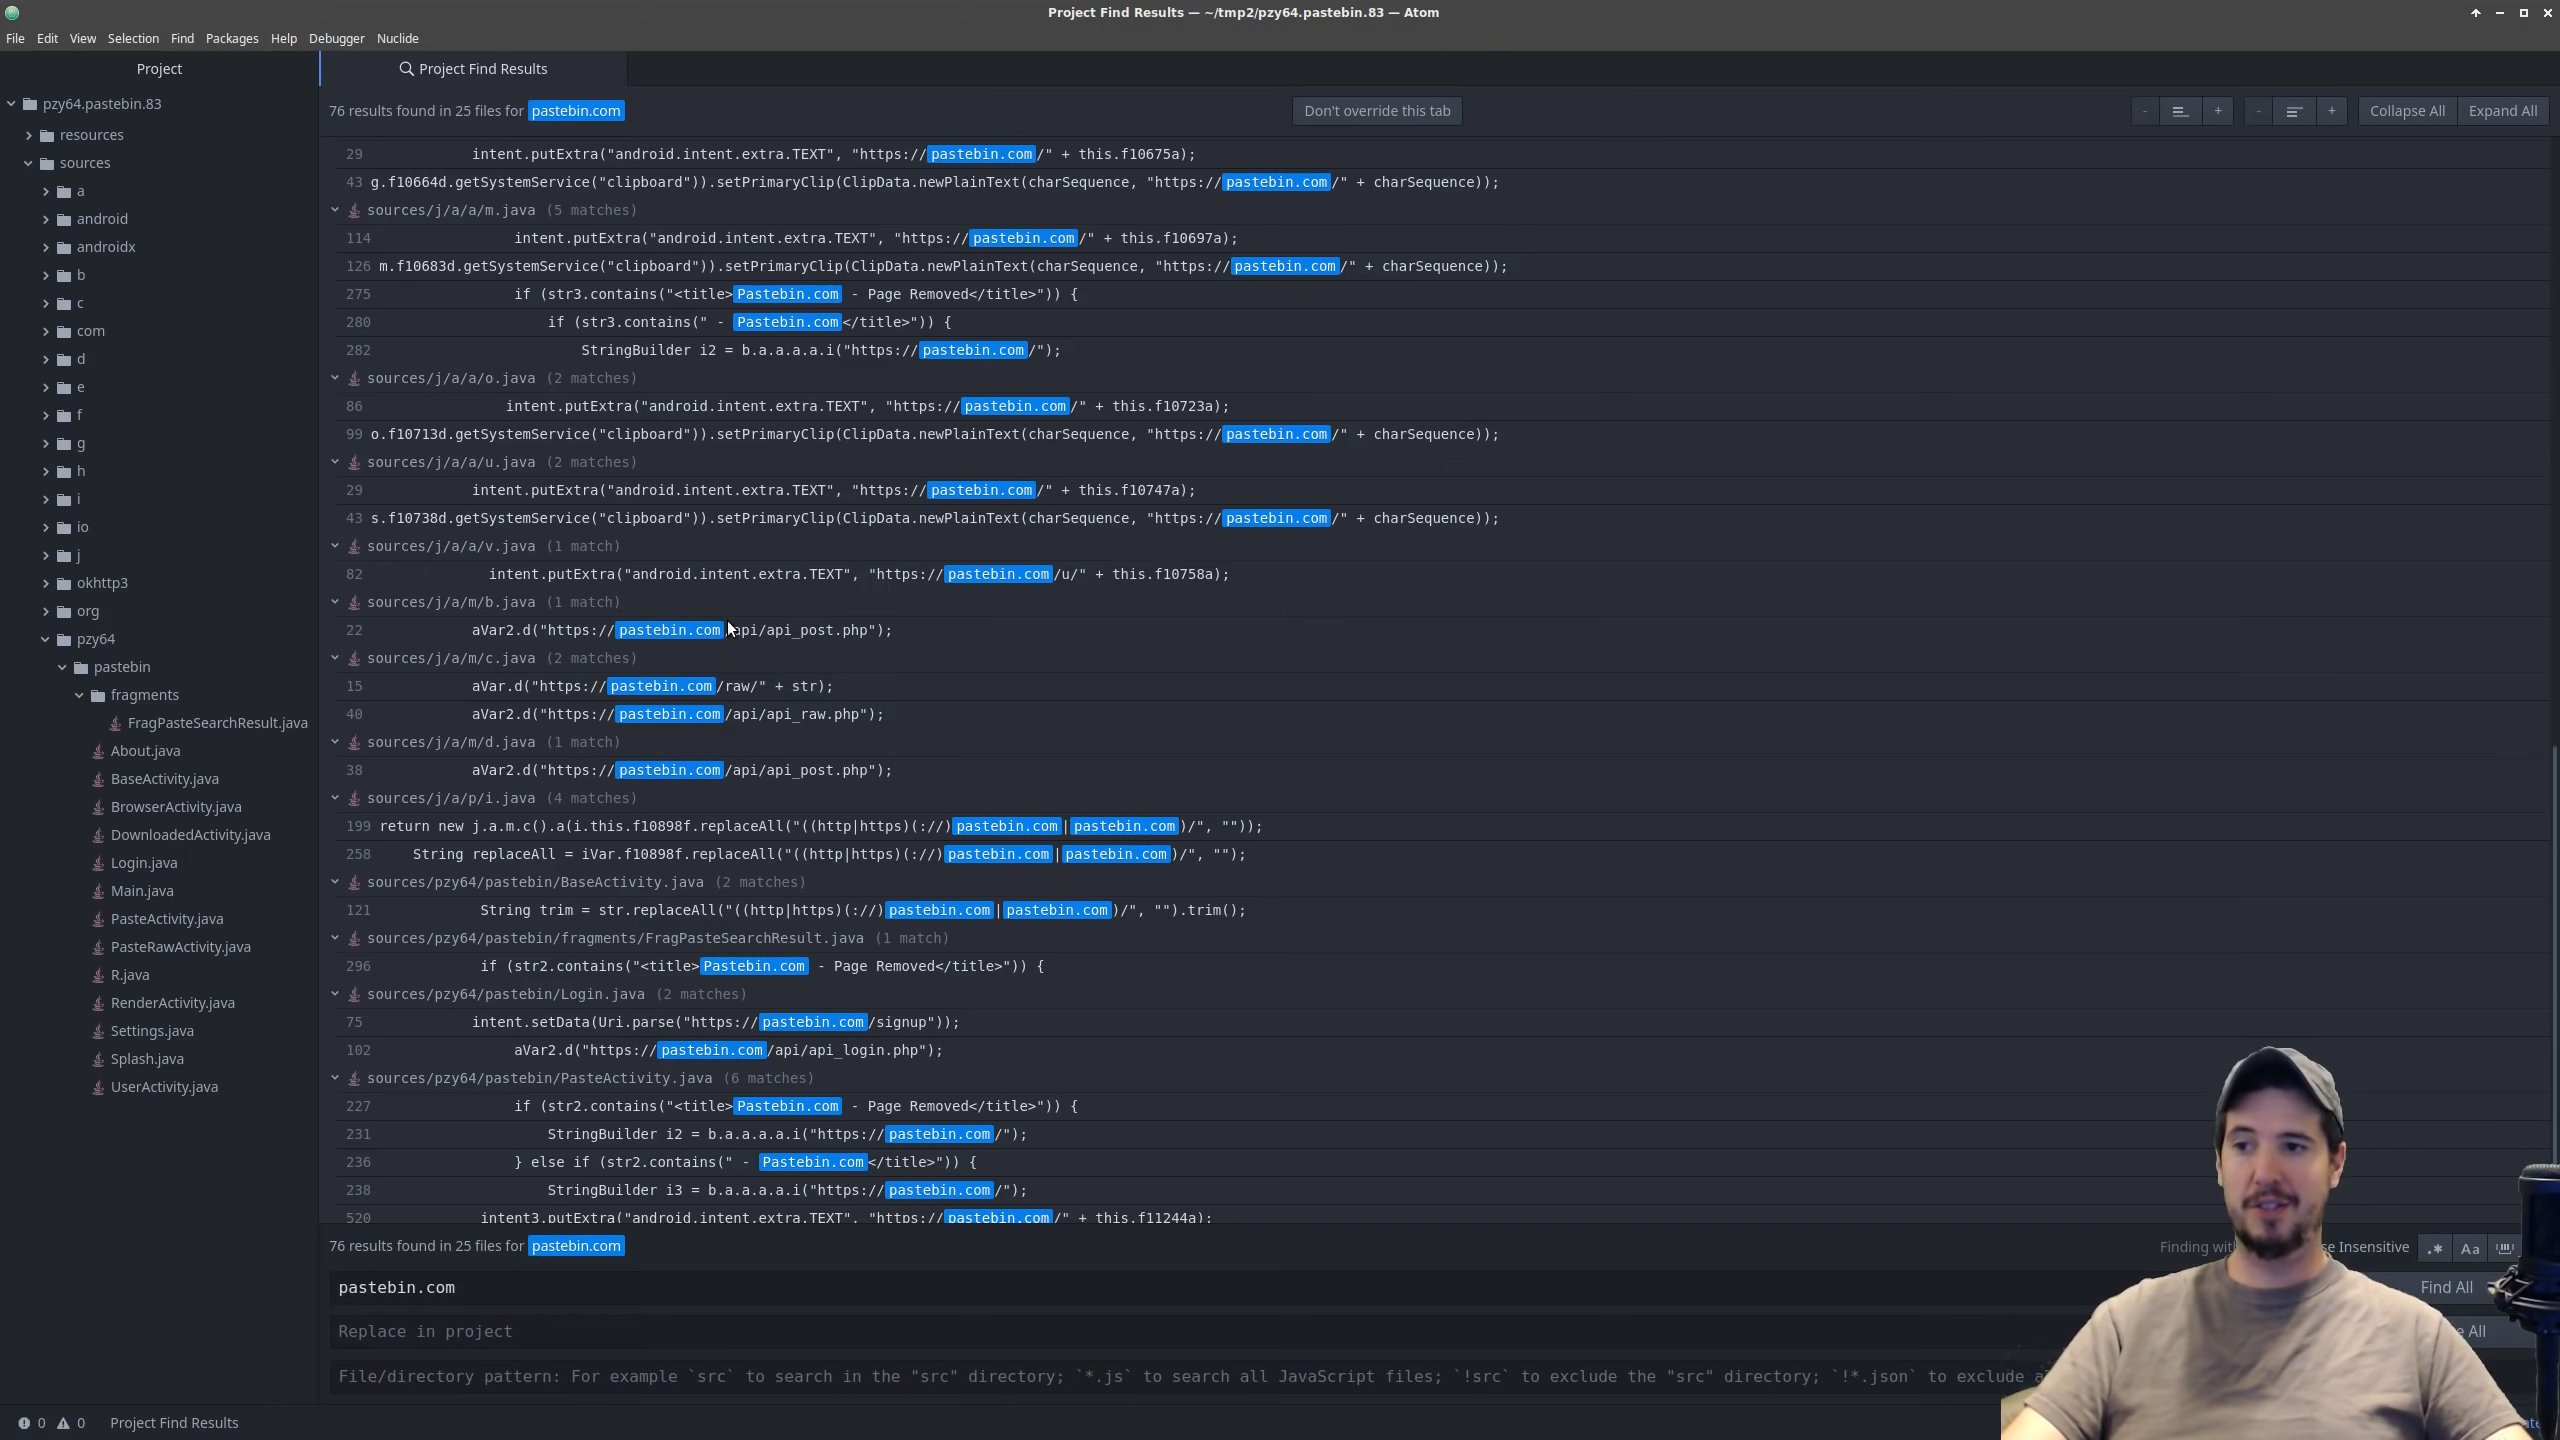 Project Find Results — ~/tmp2/pzy64.pastebin.83 — Atom
File Edit View Selection Find Packages Help Debugger Nuclide
Project
pzy64.pastebin.83
resources
sources
a
android
androidx
b
c
com
d
e
f
g
h
i
io
j
okhttp3
org
pzy64
pastebin
fragments
FragPasteSearchResult.java
About.java
BaseActivity.java
BrowserActivity.java
DownloadedActivity.java
Login.java
Main.java
PasteActivity.java
PasteRawActivity.java
R.java
RenderActivity.java
Settings.java
Splash.java
UserActivity.java
Project Find Results
76 results found in 25 files for pastebin.com
Don't override this tab
- + - + Collapse All Expand All
29 intent.putExtra("android.intent.extra.TEXT", "https://pastebin.com/" + this.f10675a);
43 g.f10664d.getSystemService("clipboard")).setPrimaryClip(ClipData.newPlainText(charSequence, "https://pastebin.com/" + charSequence));
sources/j/a/a/m.java (5 matches)
114 intent.putExtra("android.intent.extra.TEXT", "https://pastebin.com/" + this.f10697a);
126 m.f10683d.getSystemService("clipboard")).setPrimaryClip(ClipData.newPlainText(charSequence, "https://pastebin.com/" + charSequence));
275 if (str3.contains("<title>Pastebin.com - Page Removed</title>")) {
280 if (str3.contains(" - Pastebin.com</title>")) {
282 StringBuilder i2 = b.a.a.a.a.i("https://pastebin.com/");
sources/j/a/a/o.java (2 matches)
86 intent.putExtra("android.intent.extra.TEXT", "https://pastebin.com/" + this.f10723a);
99 o.f10713d.getSystemService("clipboard")).setPrimaryClip(ClipData.newPlainText(charSequence, "https://pastebin.com/" + charSequence));
sources/j/a/a/u.java (2 matches)
29 intent.putExtra("android.intent.extra.TEXT", "https://pastebin.com/" + this.f10747a);
43 s.f10738d.getSystemService("clipboard")).setPrimaryClip(ClipData.newPlainText(charSequence, "https://pastebin.com/" + charSequence));
sources/j/a/a/v.java (1 match)
82 intent.putExtra("android.intent.extra.TEXT", "https://pastebin.com/u/" + this.f10758a);
sources/j/a/m/b.java (1 match)
22 aVar2.d("https://pastebin.com/api/api_post.php");
sources/j/a/m/c.java (2 matches)
15 aVar.d("https://pastebin.com/raw/" + str);
40 aVar2.d("https://pastebin.com/api/api_raw.php");
sources/j/a/m/d.java (1 match)
38 aVar2.d("https://pastebin.com/api/api_post.php");
sources/j/a/p/i.java (4 matches)
199 return new j.a.m.c().a(i.this.f10898f.replaceAll("((http|https)(://)pastebin.com|pastebin.com)/", ""));
258 String replaceAll = iVar.f10898f.replaceAll("((http|https)(://)pastebin.com|pastebin.com)/", "");
sources/pzy64/pastebin/BaseActivity.java (2 matches)
121 String trim = str.replaceAll("((http|https)(://)pastebin.com|pastebin.com)/", "").trim();
sources/pzy64/pastebin/fragments/FragPasteSearchResult.java (1 match)
296 if (str2.contains("<title>Pastebin.com - Page Removed</title>")) {
sources/pzy64/pastebin/Login.java (2 matches)
75 intent.setData(Uri.parse("https://pastebin.com/signup"));
102 aVar2.d("https://pastebin.com/api/api_login.php");
sources/pzy64/pastebin/PasteActivity.java (6 matches)
227 if (str2.contains("<title>Pastebin.com - Page Removed</title>")) {
231 StringBuilder i2 = b.a.a.a.a.i("https://pastebin.com/");
236 } else if (str2.contains(" - Pastebin.com</title>")) {
238 StringBuilder i3 = b.a.a.a.a.i("https://pastebin.com/");
520 intent3.putExtra("android.intent.extra.TEXT", "https://pastebin.com/" + this.f11244a);
76 results found in 25 files for pastebin.com
Finding Insensitive .* Aa
pastebin.com
Find All
Replace in project
All
File/directory pattern: For example `src` to search in the "src" directory; `*.js` to search all JavaScript files; `!src` to exclude the "src" directory; `!*.json` to exclude
0 0 Project Find Results